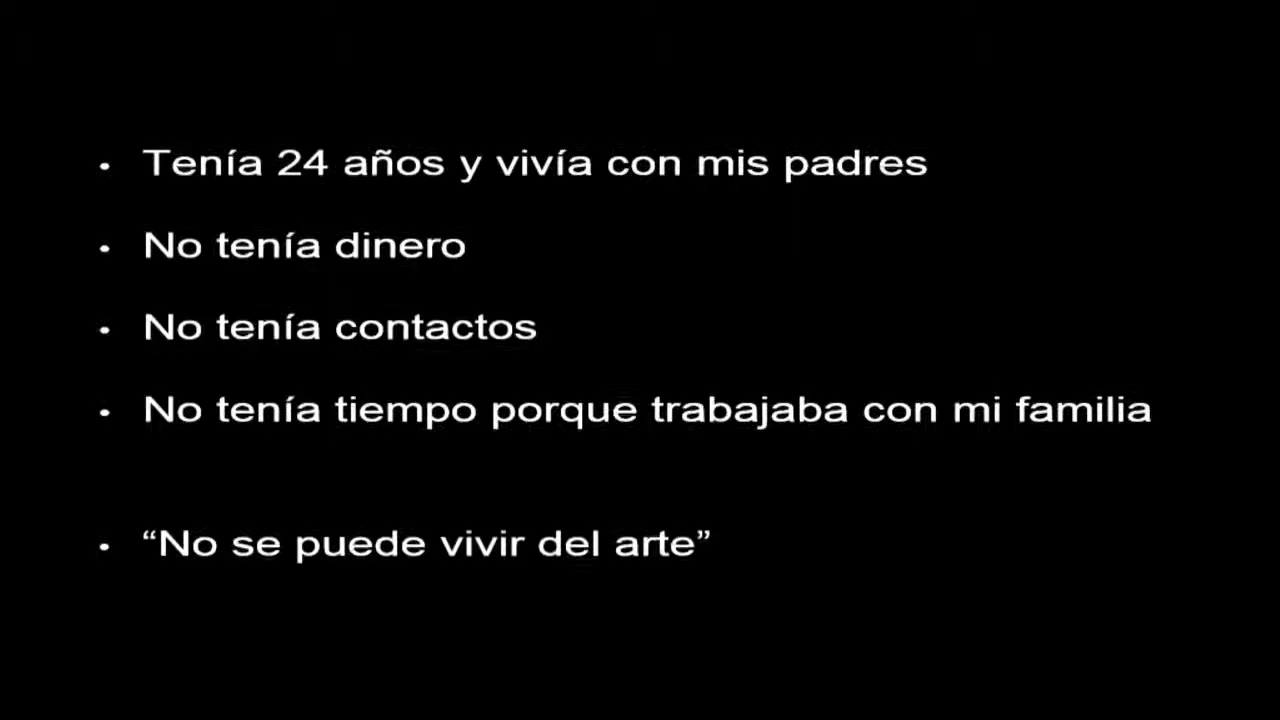 • Tenía 24 años y vivía con mis padres
• No tenía dinero
• No tenía contactos
• No tenía tiempo porque trabajaba con mi familia
• “No se puede vivir del arte”